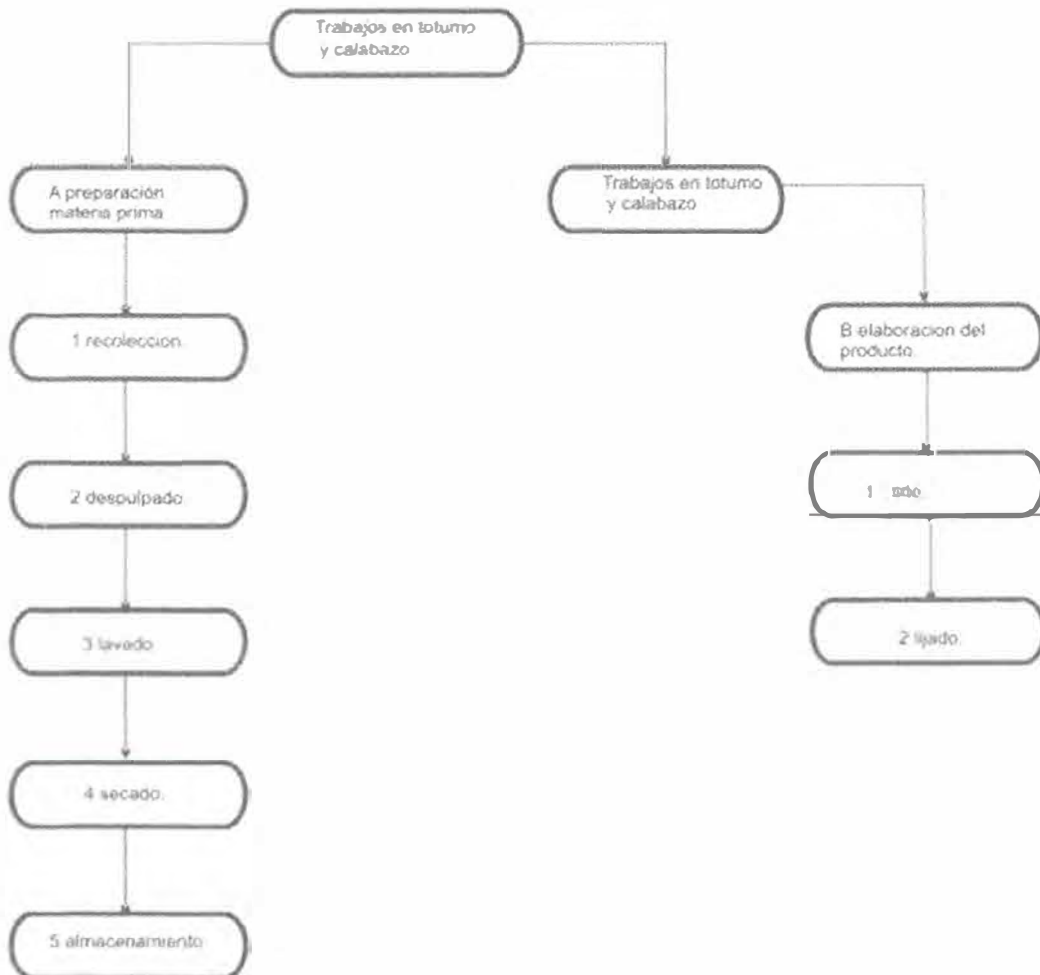 Trabajos en totumo
y calabazo
A preparación
materia prima
1 recoleccion.
2 despulpado.
3 lavado
4 secado.
5 almacenamiento
Trabajos en totumo
y calabazo
B elaboracion del
producto.
1
2 lijado.